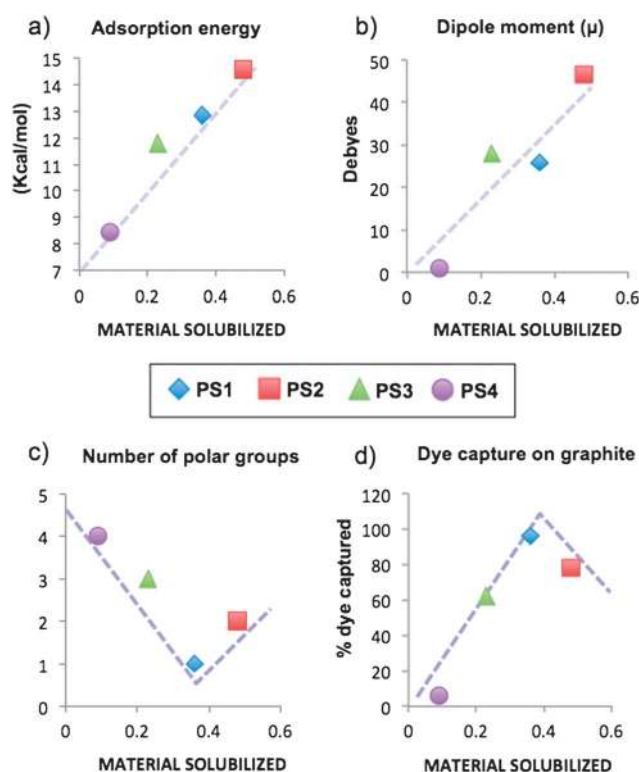 a) Adsorption energy
(Kcal/mol)
15
14
13
12
11
10
9
8
7
0 0.2 0.4 0.6
MATERIAL SOLUBILIZED
b) Dipole moment (µ)
Debyes
50
40
30
20
10
0
0 0.2 0.4 0.6
MATERIAL SOLUBILIZED
PS1 PS2 PS3 PS4
c) Number of polar groups
5
4
3
2
1
0
0 0.2 0.4 0.6
MATERIAL SOLUBILIZED
d) Dye capture on graphite
% dye captured
120
100
80
60
40
20
0
0 0.2 0.4 0.6
MATERIAL SOLUBILIZED